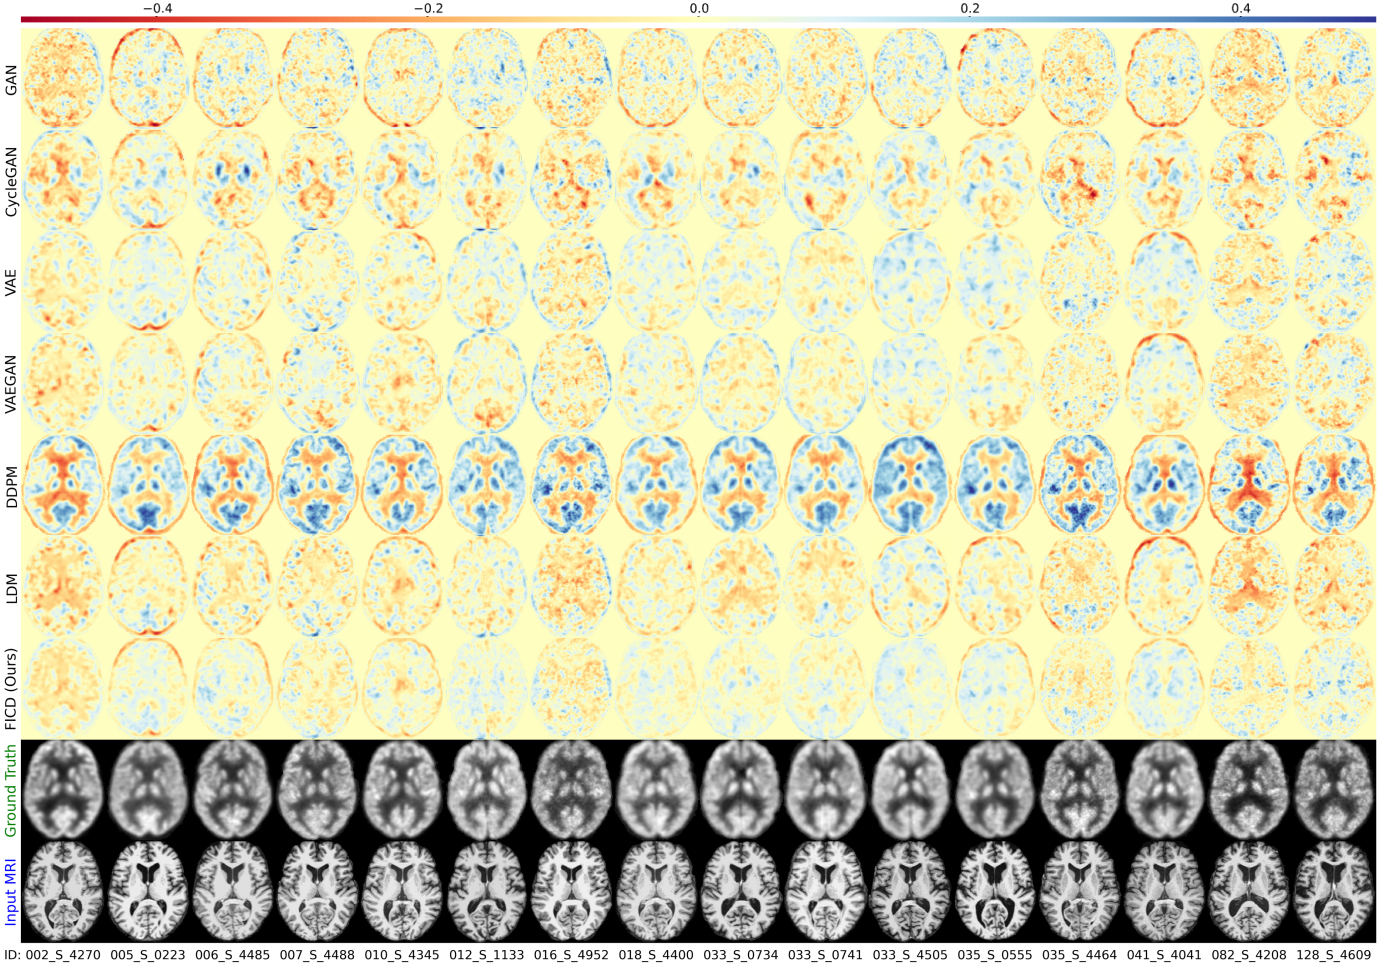 −0.4 −0.2 0.0 0.2 0.4
GAN
CycleGAN
VAE
VAEGAN
DDPM
LDM
FICD (Ours)
Ground Truth
Input MRI
ID: 002_S_4270 005_S_0223 006_S_4485 007_S_4488 010_S_4345 012_S_1133 016_S_4952 018_S_4400 033_S_0734 033_S_0741 033_S_4505 035_S_0555 035_S_4464 041_S_4041 082_S_4208 128_S_4609